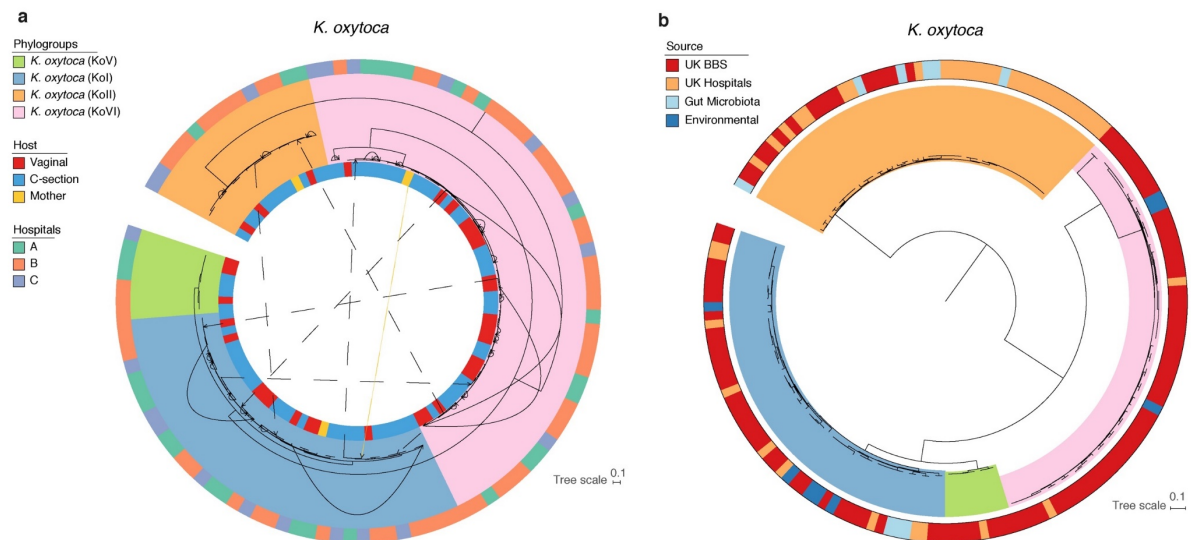 a
K. oxytoca
Phylogroups
K. oxytoca (KoV)
K. oxytoca (KoI)
K. oxytoca (KoII)
K. oxytoca (KoVI)
Host
Vaginal
C-section
Mother
Hospitals
A
B
C
Tree scale 0.1
b
K. oxytoca
Source
UK BBS
UK Hospitals
Gut Microbiota
Environmental
Tree scale 0.1